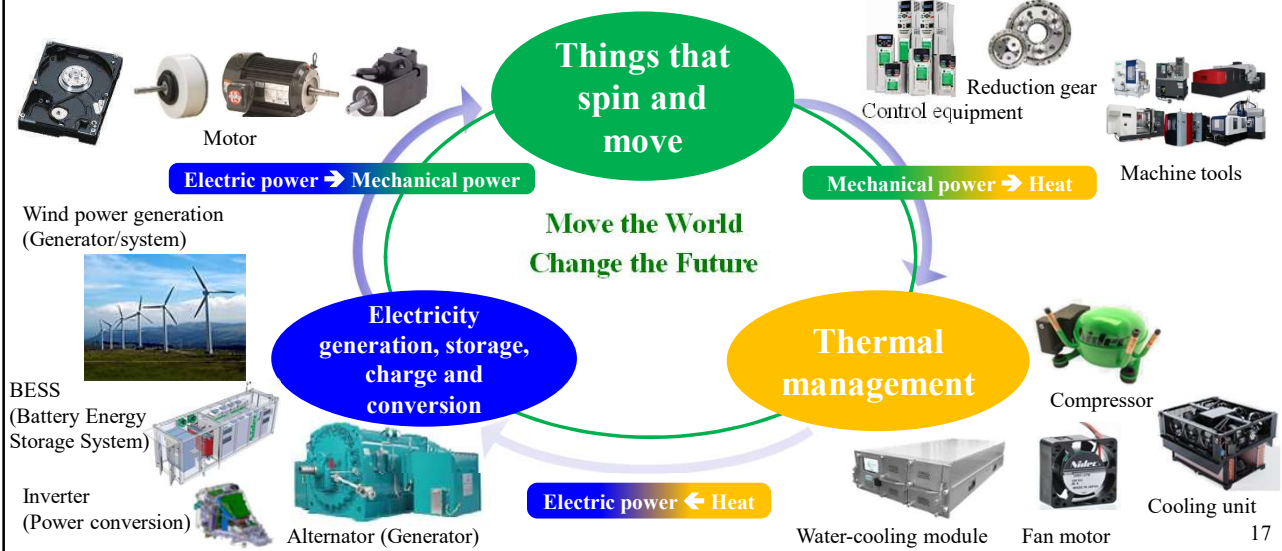 Things that
spin and
move
Motor
Control equipment
Reduction gear
Machine tools
Electric power ➔ Mechanical power
Mechanical power ➔ Heat
Wind power generation
(Generator/system)
Move the World
Change the Future
Electricity
generation, storage,
charge and
conversion
Thermal
management
BESS
(Battery Energy
Storage System)
Compressor
Inverter
(Power conversion)
Alternator (Generator)
Electric power 🡸 Heat
Water-cooling module
Nidec
Fan motor
Cooling unit
17